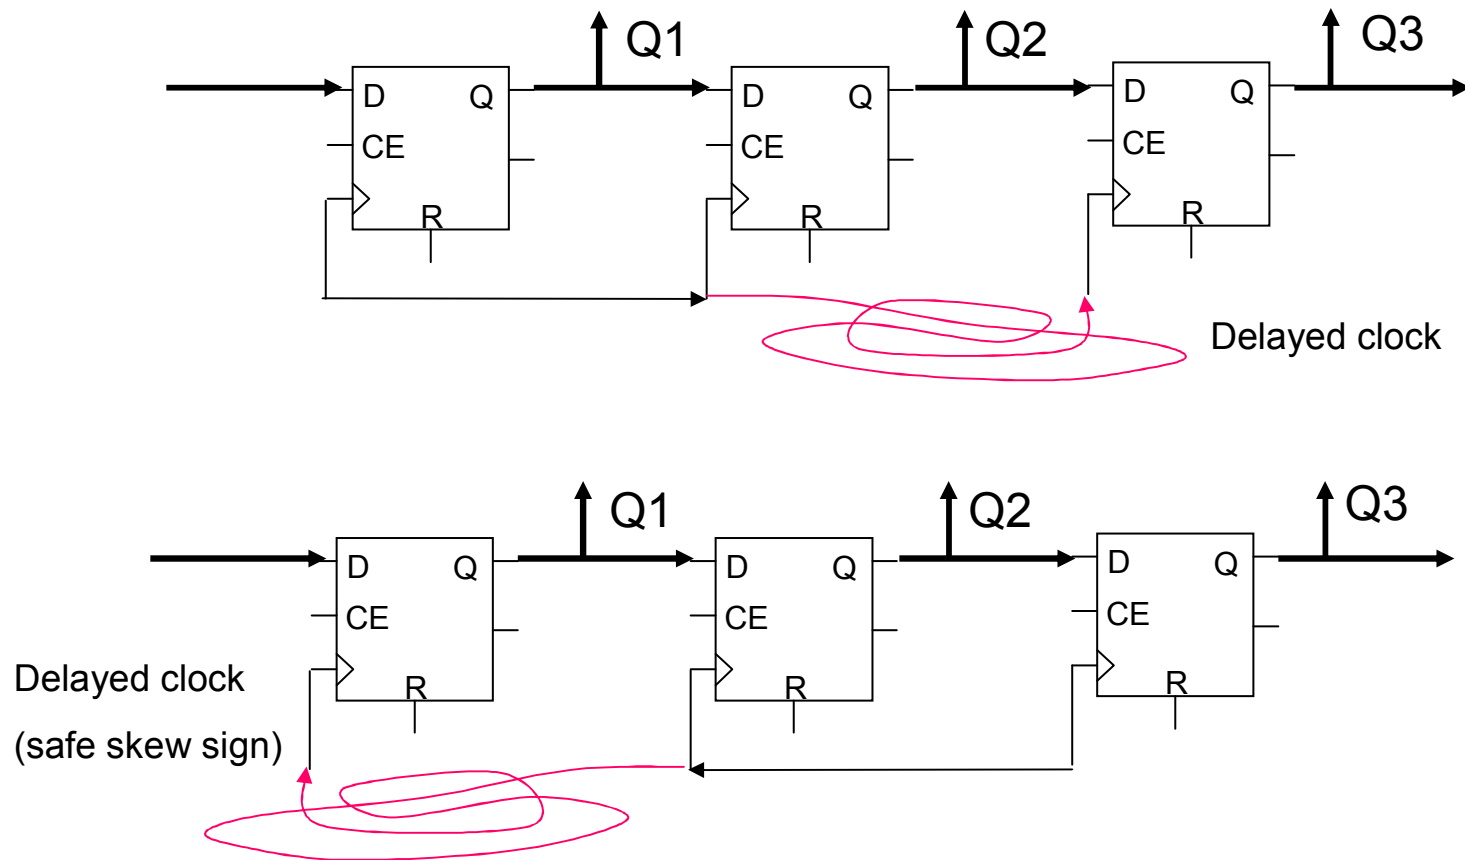 Q1
Q2
Q3
D Q
CE
R
D Q
CE
R
D Q
CE
R
Delayed clock
Q1
Q2
Q3
D Q
CE
R
D Q
CE
R
D Q
CE
R
Delayed clock
(safe skew sign)